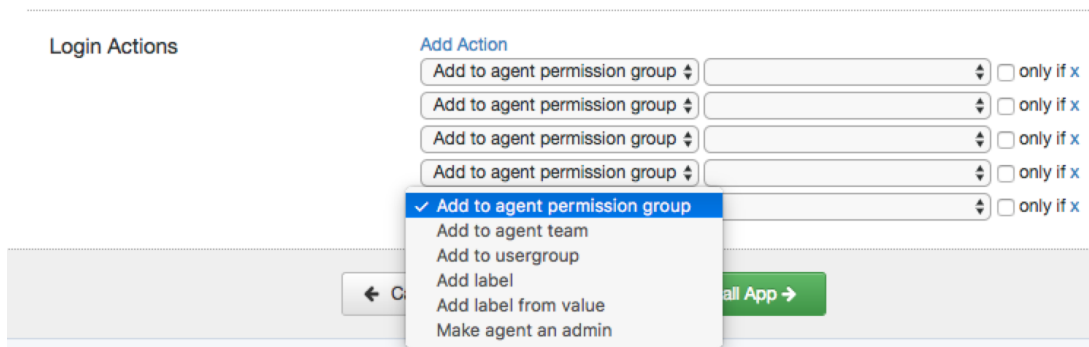 Login Actions
Add Action
Add to agent permission group only if x
Add to agent permission group only if x
Add to agent permission group only if x
Add to agent permission group only if x
✓ Add to agent permission group only if x
Add to agent team
Add to usergroup
Add label
Add label from value
Make agent an admin